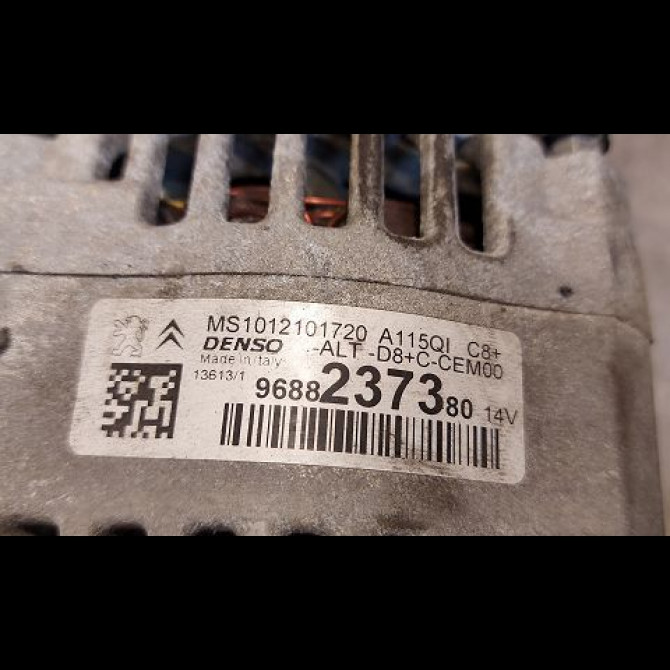 MS1012101720 A115QI C8+
DENSO .-ALT-D8+C-CEM00
Made in Italy
13613/1
9688237380 14V